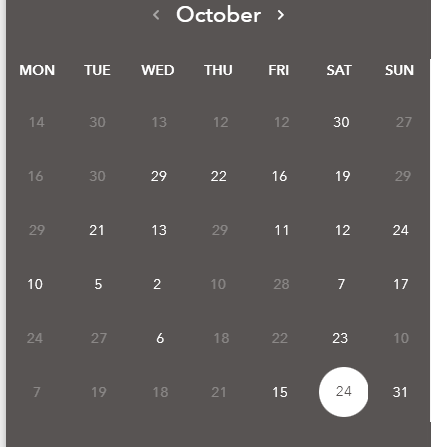 ‹ October ›
MON TUE WED THU FRI SAT SUN
14 30 13 12 12 30 27
16 30 29 22 16 19 29
29 21 13 29 11 12 24
10 5 2 10 28 7 17
24 27 6 18 22 23 10
7 19 18 21 15 24 31